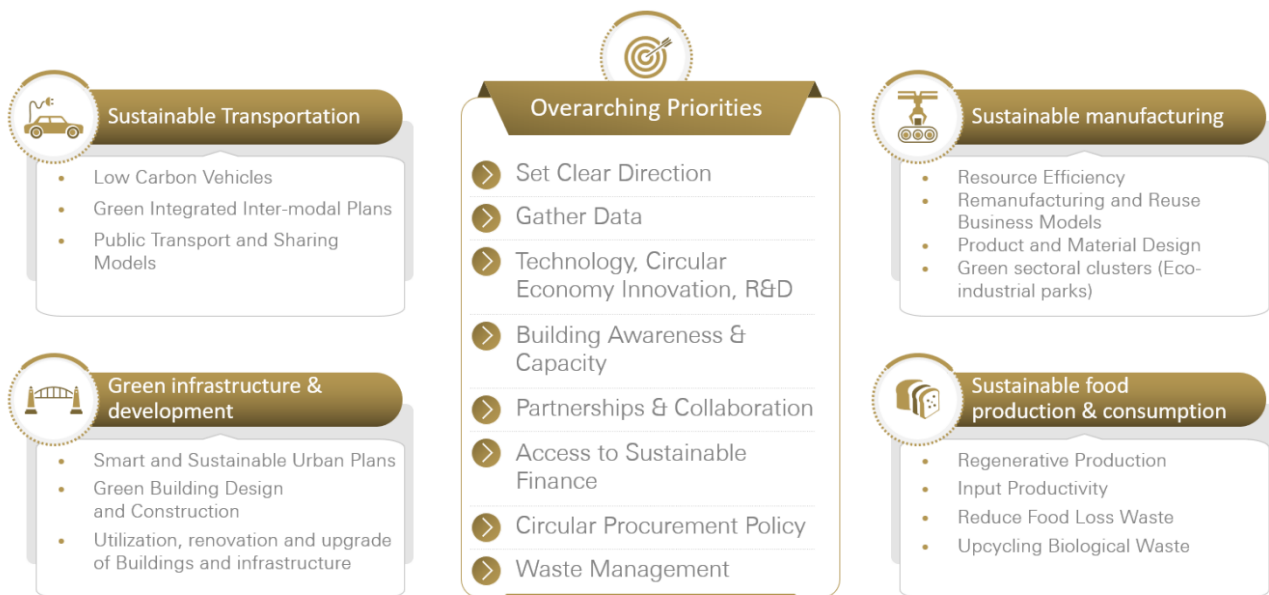 Sustainable Transportation
Low Carbon Vehicles
Green Integrated Inter-modal Plans
Public Transport and Sharing
Models
Green infrastructure &
development
Smart and Sustainable Urban Plans
Green Building Design
and Construction
Utilization, renovation and upgrade
of Buildings and infrastructure
Overarching Priorities
Set Clear Direction
Gather Data
Technology, Circular
Economy Innovation, R&D
Building Awareness &
Capacity
Partnerships & Collaboration
Access to Sustainable
Finance
Circular Procurement Policy
Waste Management
Sustainable manufacturing
Resource Efficiency
Remanufacturing and Reuse
Business Models
Product and Material Design
Green sectoral clusters (Eco-
industrial parks)
Sustainable food
production & consumption
Regenerative Production
Input Productivity
Reduce Food Loss Waste
Upcycling Biological Waste